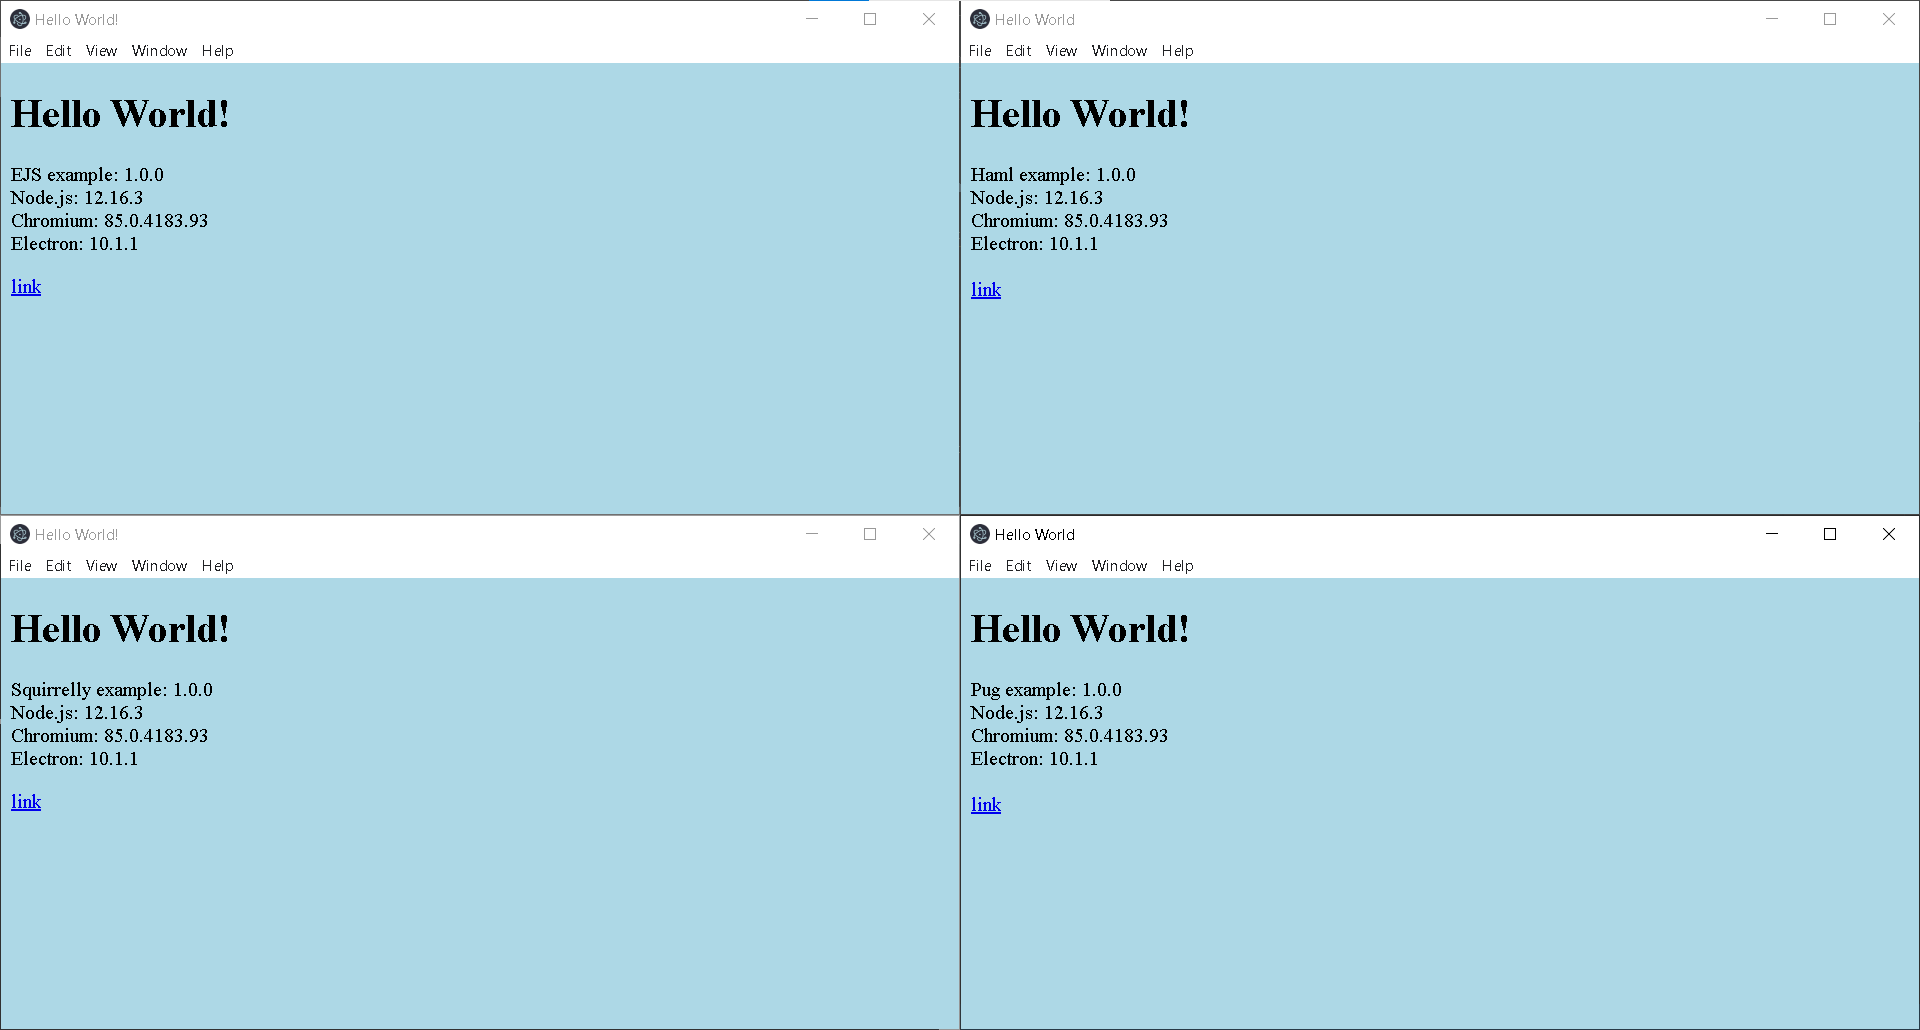 Hello World!
File Edit View Window Help
Hello World!
EJS example: 1.0.0
Node.js: 12.16.3
Chromium: 85.0.4183.93
Electron: 10.1.1
link
Hello World
File Edit View Window Help
Hello World!
Haml example: 1.0.0
Node.js: 12.16.3
Chromium: 85.0.4183.93
Electron: 10.1.1
link
Hello World!
File Edit View Window Help
Hello World!
Squirrelly example: 1.0.0
Node.js: 12.16.3
Chromium: 85.0.4183.93
Electron: 10.1.1
link
Hello World
File Edit View Window Help
Hello World!
Pug example: 1.0.0
Node.js: 12.16.3
Chromium: 85.0.4183.93
Electron: 10.1.1
link